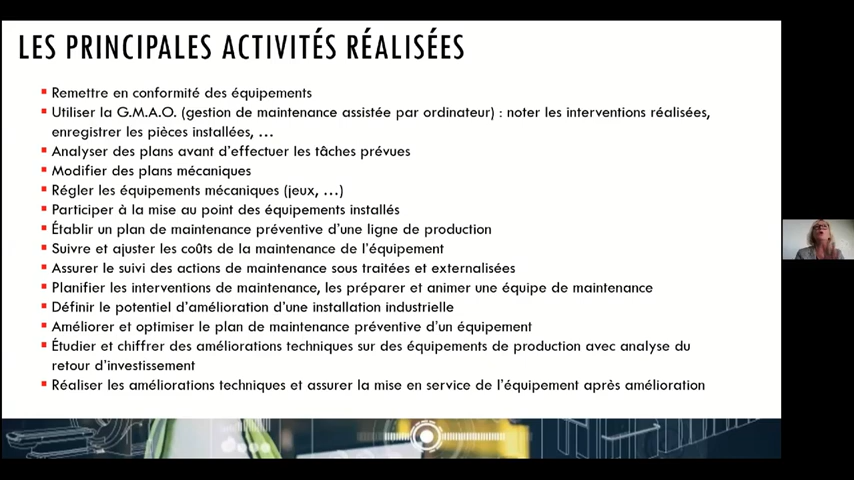 LES PRINCIPALES ACTIVITÉS RÉALISÉES
Remettre en conformité des équipements
Utiliser la G.M.A.O. (gestion de maintenance assistée par ordinateur) : noter les interventions réalisées,
enregistrer les pièces installées, ...
Analyser des plans avant d'effectuer les tâches prévues
Modifier des plans mécaniques
Régler les équipements mécaniques (jeux, ...)
Participer à la mise au point des équipements installés
Établir un plan de maintenance préventive d'une ligne de production
Suivre et ajuster les coûts de la maintenance de l'équipement
Assurer le suivi des actions de maintenance sous traitées et externalisées
Planifier les interventions de maintenance, les préparer et animer une équipe de maintenance
Définir le potentiel d'amélioration d'une installation industrielle
Améliorer et optimiser le plan de maintenance préventive d'un équipement
Étudier et chiffrer des améliorations techniques sur des équipements de production avec analyse du
retour d'investissement
Réaliser les améliorations techniques et assurer la mise en service de l'équipement après amélioration